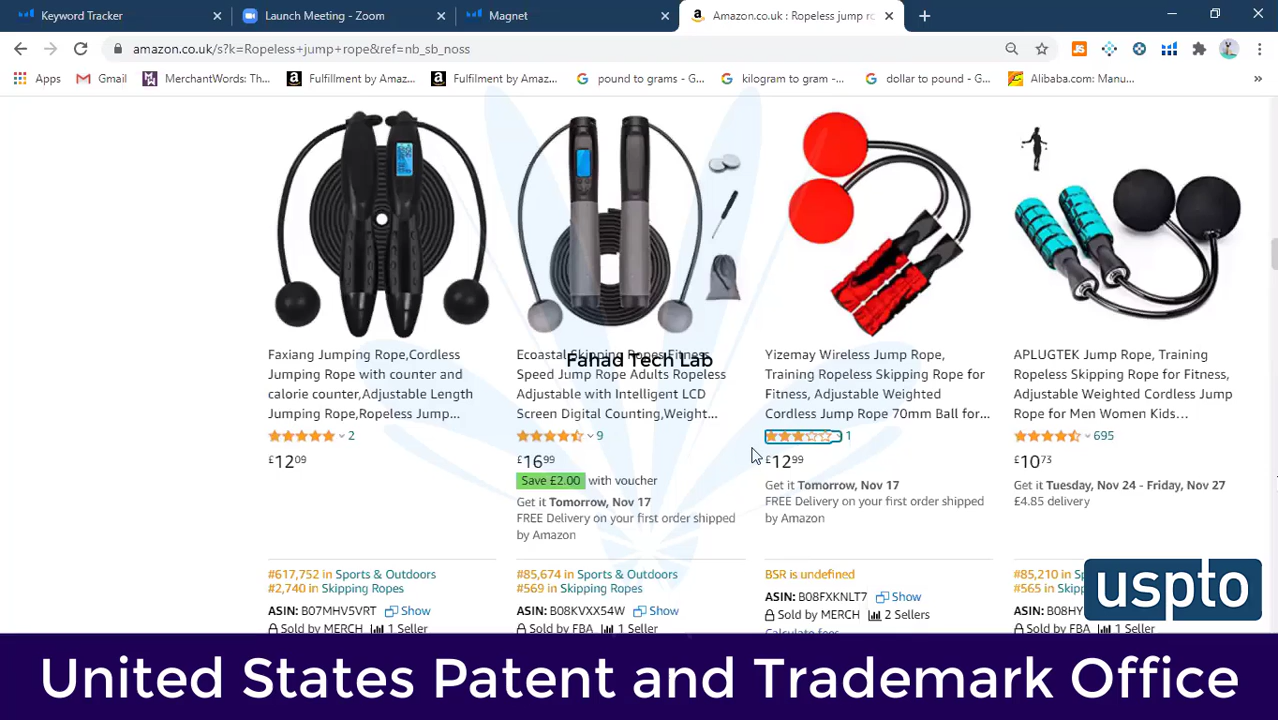 Keyword Tracker
Launch Meeting - Zoom
Magnet
Amazon.co.uk : Ropeless jump ro
amazon.co.uk/s?k=Ropeless+jump+rope&ref=nb_sb_noss
Apps
Gmail
MerchantWords: Th...
Fulfillment by Amaz...
Fulfilment by Amaz...
pound to grams - G...
kilogram to gram -...
dollar to pound - G...
Alibaba.com: Manu...
Faxiang Jumping Rope,Cordless
Jumping Rope with counter and
calorie counter,Adjustable Length
Jumping Rope,Ropeless Jump...
2
£12.09
#617,752 in Sports & Outdoors
#2,740 in Skipping Ropes
ASIN: B07MHV5VRT Show
Sold by MERCH 1 Seller
Ecoastal Skipping Ropes Fitness,
Speed Jump Rope Adults Ropeless
Adjustable with Intelligent LCD
Screen Digital Counting,Weight...
9
£16.99
Save £2.00 with voucher
Get it Tomorrow, Nov 17
FREE Delivery on your first order shipped
by Amazon
#85,674 in Sports & Outdoors
#569 in Skipping Ropes
ASIN: B08KVXX54W Show
Sold by FBA 1 Seller
Yizemay Wireless Jump Rope,
Training Ropeless Skipping Rope for
Fitness, Adjustable Weighted
Cordless Jump Rope 70mm Ball for...
1
£12.99
Get it Tomorrow, Nov 17
FREE Delivery on your first order shipped
by Amazon
BSR is undefined
ASIN: B08FXKNLT7 Show
Sold by MERCH 2 Sellers
Calculate fees
APLUGTEK Jump Rope, Training
Ropeless Skipping Rope for Fitness,
Adjustable Weighted Cordless Jump
Rope for Men Women Kids...
695
£10.73
Get it Tuesday, Nov 24 - Friday, Nov 27
£4.85 delivery
#85,210 in Sp
#565 in Skip
ASIN: B08HY
Sold by FBA 1 Seller
Fahad Tech Lab
uspto
United States Patent and Trademark Office